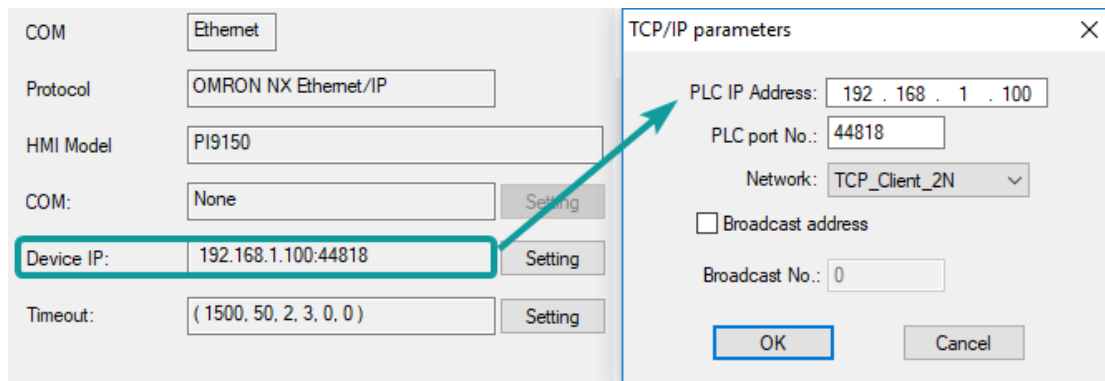 COM
Ethernet
Protocol
OMRON NX Ethernet/IP
HMI Model
PI9150
COM:
None
Setting
Device IP:
192.168.1.100:44818
Setting
Timeout:
( 1500, 50, 2, 3, 0, 0 )
Setting
TCP/IP parameters
PLC IP Address:
192 . 168 . 1 . 100
PLC port No.:
44818
Network:
TCP_Client_2N
Broadcast address
Broadcast No.:
0
OK
Cancel